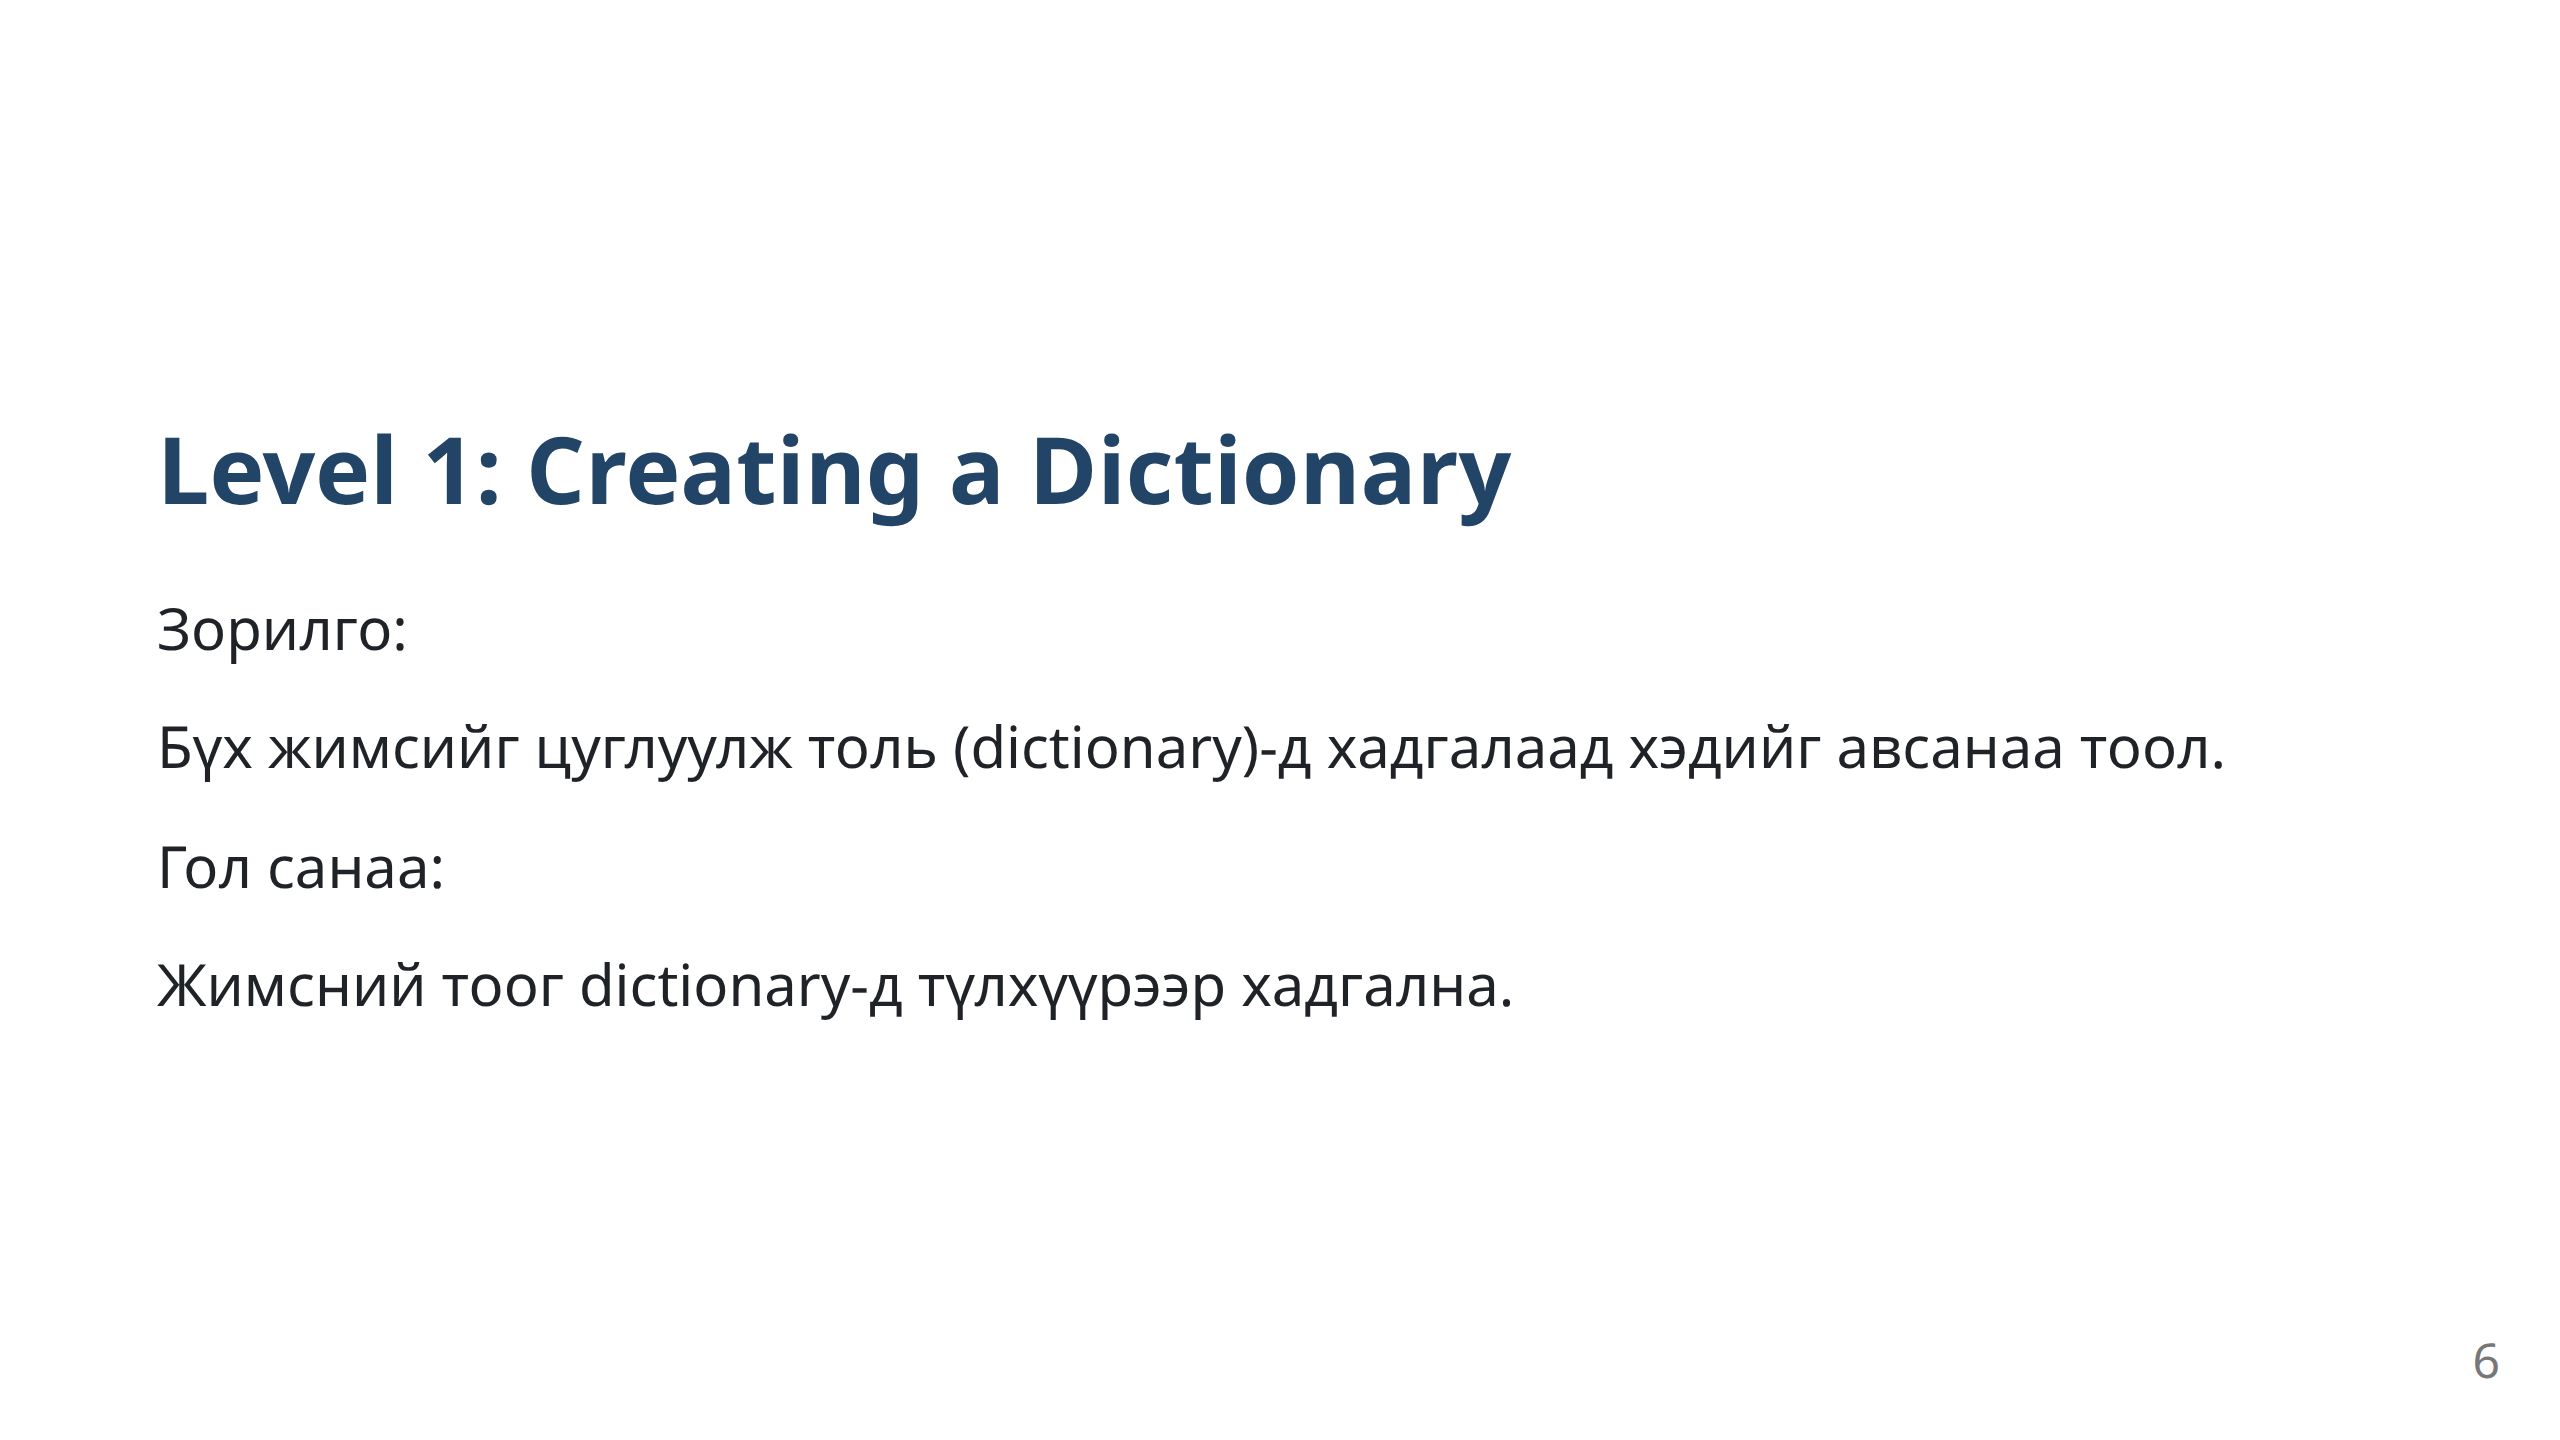 Level 1: Creating a Dictionary
Зорилго:
Бүх жимсийг цуглуулж толь (dictionary)-д хадгалаад хэдийг авсанаа тоол.
Гол санаа:
Жимсний тоог dictionary-д түлхүүрээр хадгална.
6